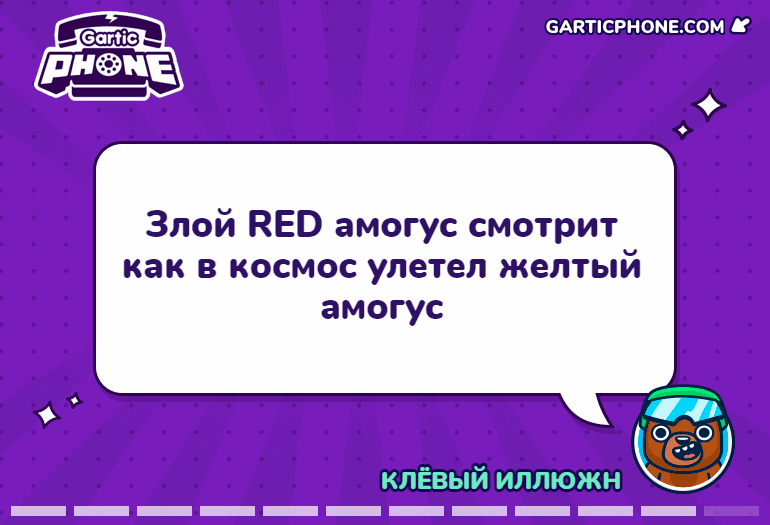 Gartic
PHONE
GARTICPHONE.COM
Злой RED амогус смотрит
как в космос улетел желтый
амогус
КЛЁВЫЙ ИЛЛЮЖН